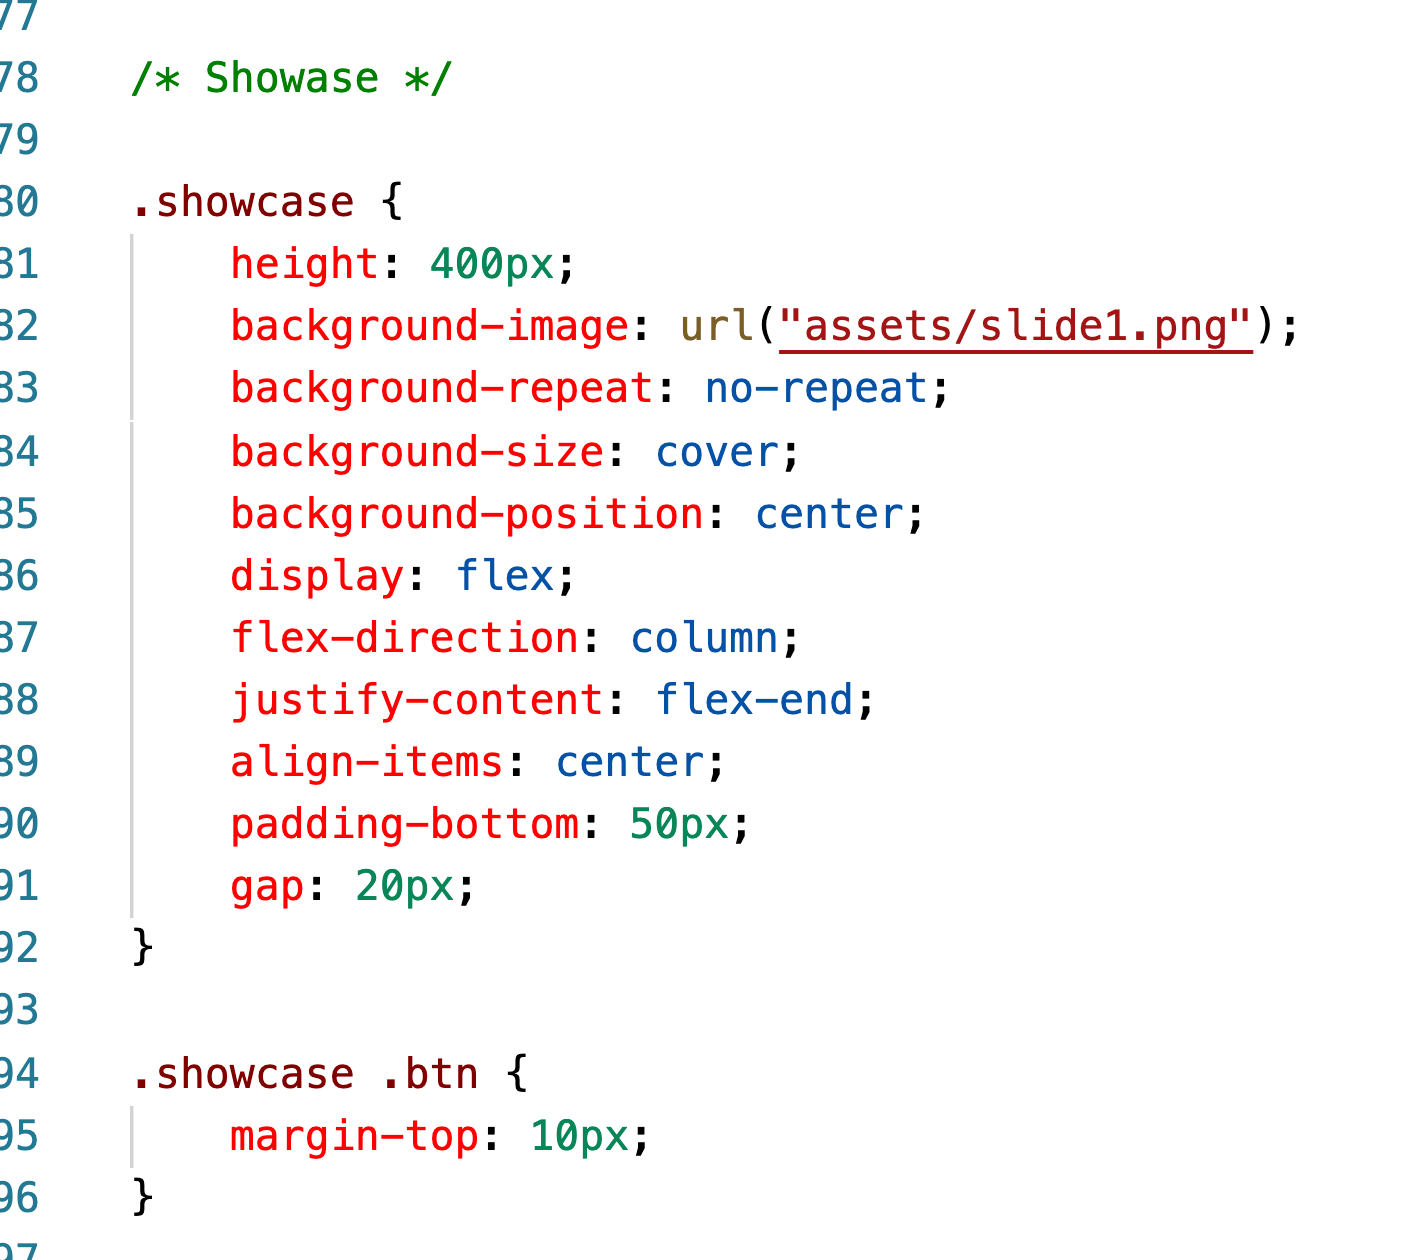 77
78 /* Showase */
79
80 .showcase {
81 height: 400px;
82 background-image: url("assets/slide1.png");
83 background-repeat: no-repeat;
84 background-size: cover;
85 background-position: center;
86 display: flex;
87 flex-direction: column;
88 justify-content: flex-end;
89 align-items: center;
90 padding-bottom: 50px;
91 gap: 20px;
92 }
93
94 .showcase .btn {
95 margin-top: 10px;
96 }
97